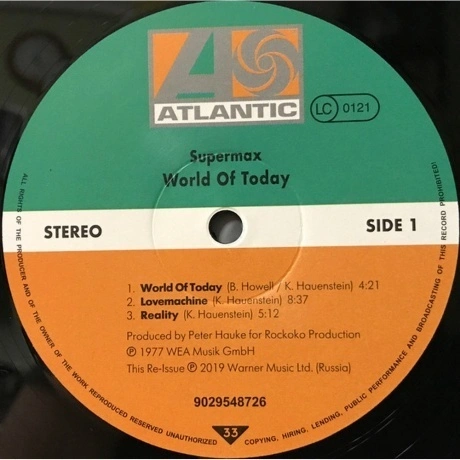 ATLANTIC
LC 0121
Supermax
World Of Today
STEREO
SIDE 1
1. World Of Today (B. Howell / K. Hauenstein) 4:21
2. Lovemachine (K. Hauenstein) 8:37
3. Reality (K. Hauenstein) 5:12
Produced by Peter Hauke for Rockoko Production
℗ 1977 WEA Musik GmbH
This Re-Issue ℗ 2019 Warner Music Ltd. (Russia)
9029548726
33
ALL RIGHTS OF THE PRODUCER AND OF THE OWNER OF THE WORK REPRODUCED RESERVED UNAUTHORIZED COPYING, HIRING, LENDING, PUBLIC PERFORMANCE AND BROADCASTING OF THIS RECORD PROHIBITED!